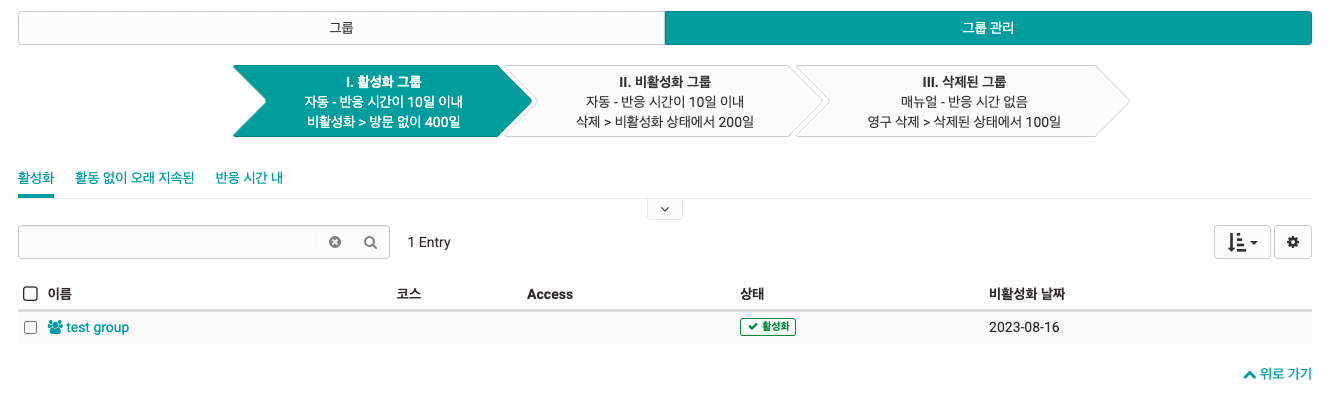 그룹
그룹 관리
I. 활성화 그룹
자동 - 반응 시간이 10일 이내
비활성화 > 방문 없이 400일
II. 비활성화 그룹
자동 - 반응 시간이 10일 이내
삭제 > 비활성화 상태에서 200일
III. 삭제된 그룹
매뉴얼 - 반응 시간 없음
영구 삭제 > 삭제된 상태에서 100일
활성화 활동 없이 오래 지속된 반응 시간 내
1 Entry
이름 코스 Access 상태 비활성화 날짜
test group 활성화 2023-08-16
위로 가기